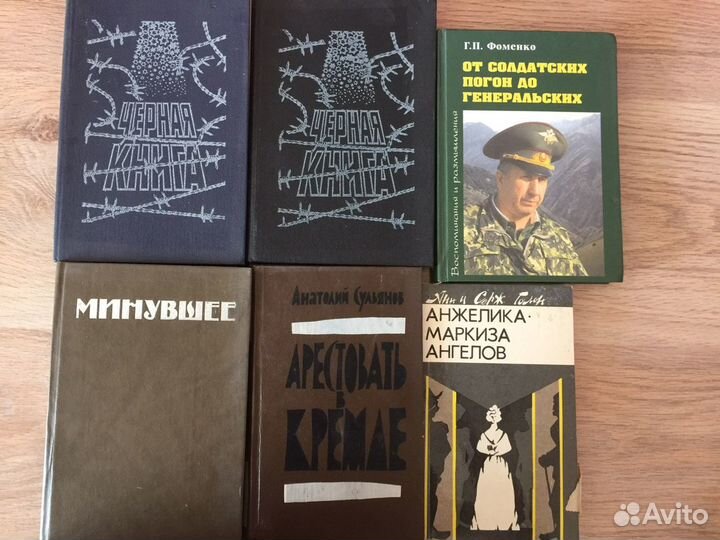 ЧЕРНАЯ
КНИГА
ЧЕРНАЯ
КНИГА
Г.П. Фоменко
ОТ СОЛДАТСКИХ
ПОГОН ДО
ГЕНЕРАЛЬСКИХ
Воспоминания и размышления
МИНУВШЕЕ
Анатолий Сульянов
АРЕСТОВАТЬ
В
КРЕМЛЕ
Анн и Серж Голон
АНЖЕЛИКА-
МАРКИЗА
АНГЕЛОВ
Avito